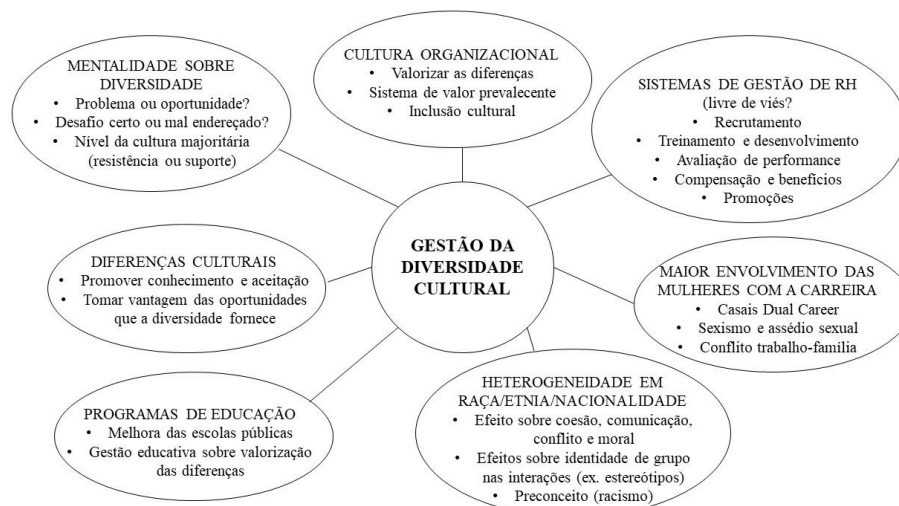 MENTALIDADE SOBRE
DIVERSIDADE
• Problema ou oportunidade?
• Desafio certo ou mal endereçado?
• Nível da cultura majoritária
(resistência ou suporte)
CULTURA ORGANIZACIONAL
• Valorizar as diferenças
• Sistema de valor prevalecente
• Inclusão cultural
SISTEMAS DE GESTÃO DE RH
(livre de viés?
• Recrutamento
• Treinamento e desenvolvimento
• Avaliação de performance
• Compensação e benefícios
• Promoções
GESTÃO DA
DIVERSIDADE
CULTURAL
DIFERENÇAS CULTURAIS
• Promover conhecimento e aceitação
• Tomar vantagem das oportunidades
que a diversidade fornece
MAIOR ENVOLVIMENTO DAS
MULHERES COM A CARREIRA
• Casais Dual Career
• Sexismo e assédio sexual
• Conflito trabalho-família
PROGRAMAS DE EDUCAÇÃO
• Melhora das escolas públicas
• Gestão educativa sobre valorização
das diferenças
HETEROGENEIDADE EM
RAÇA/ETNIA/NACIONALIDADE
• Efeito sobre coesão, comunicação,
conflito e moral
• Efeitos sobre identidade de grupo
nas interações (ex. estereótipos)
• Preconceito (racismo)